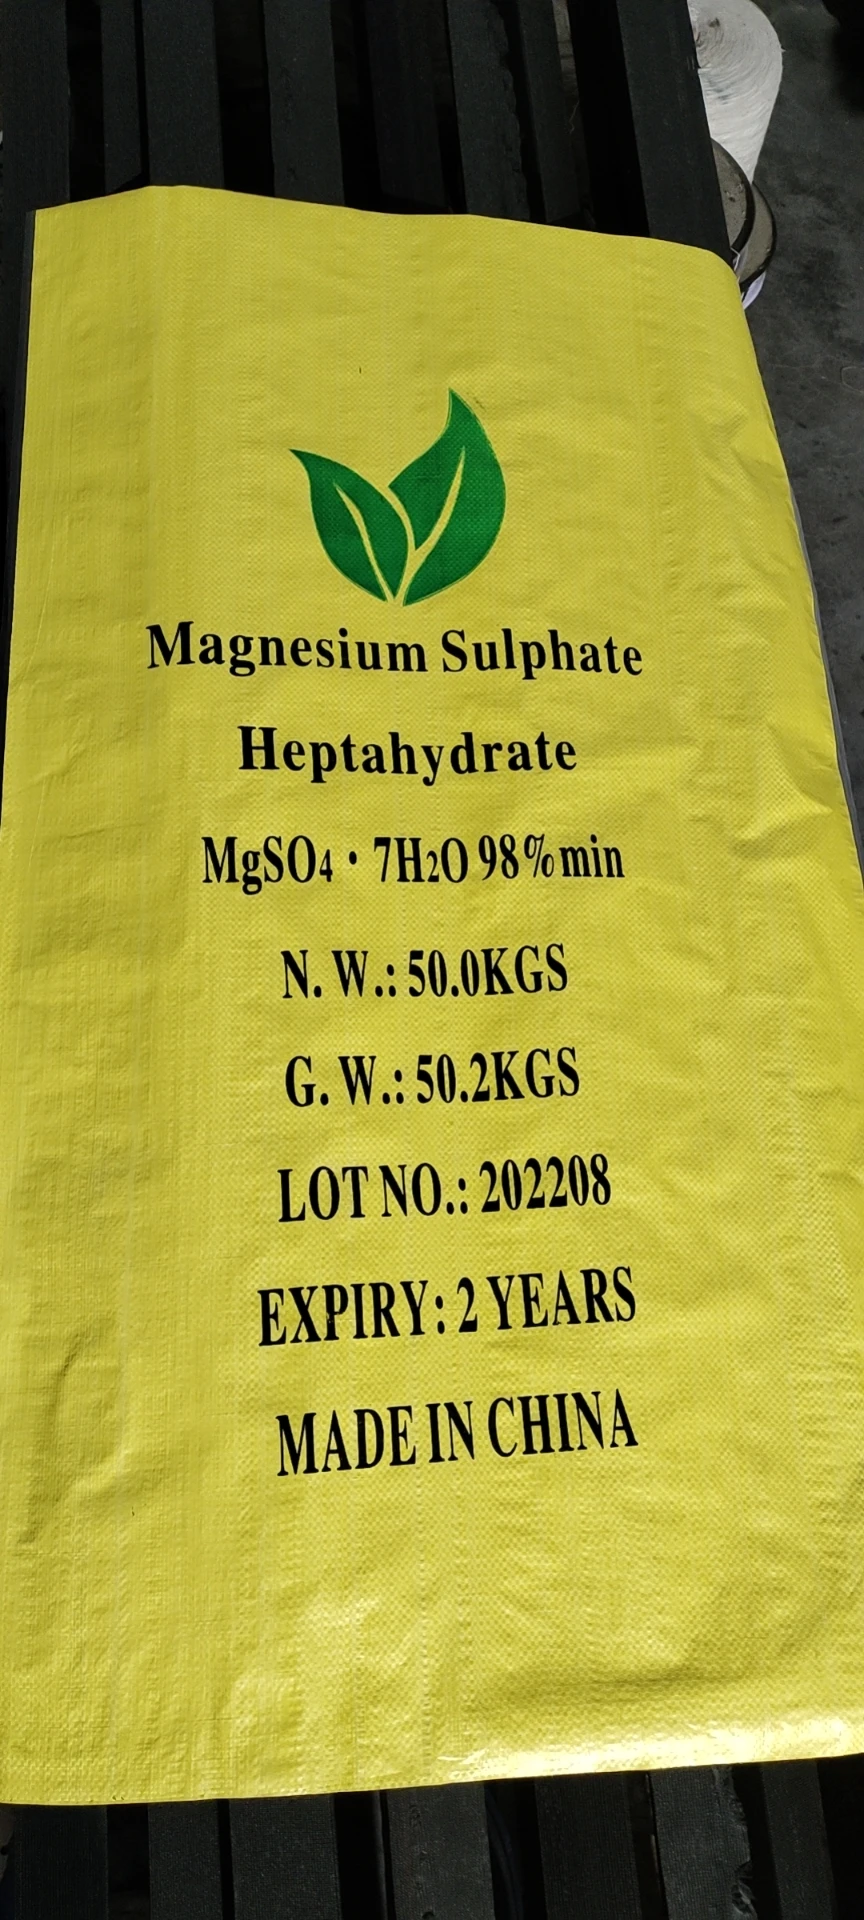 Magnesium Sulphate
Heptahydrate
MgSO4・7H2O 98%min
N. W.: 50.0KGS
G. W.: 50.2KGS
LOT NO.: 202208
EXPIRY: 2 YEARS
MADE IN CHINA